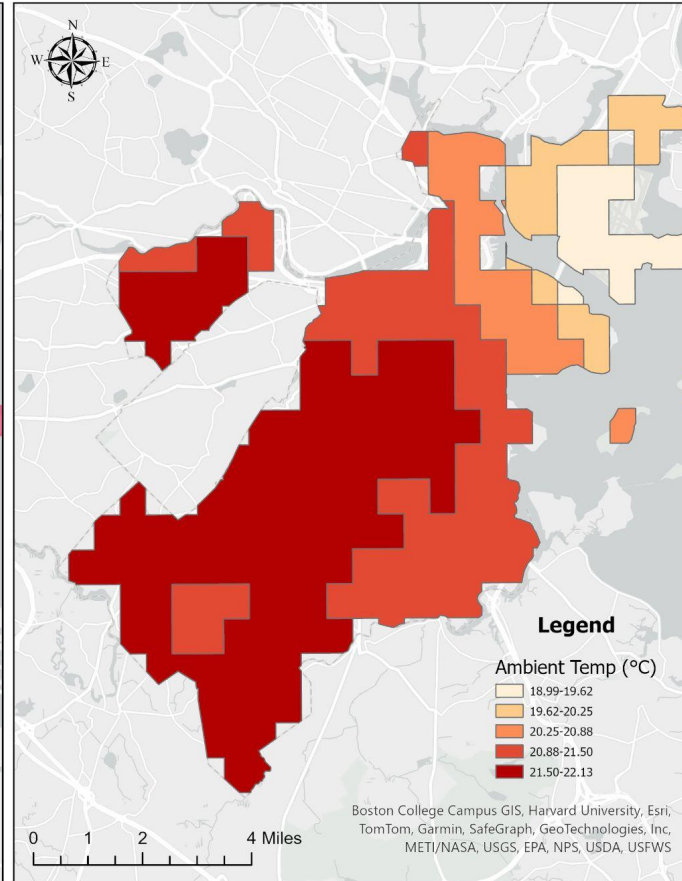 N
W E
S
Legend
Ambient Temp (°C)
18.99-19.62
19.62-20.25
20.25-20.88
20.88-21.50
21.50-22.13
Boston College Campus GIS, Harvard University, Esri,
TomTom, Garmin, SafeGraph, GeoTechnologies, Inc,
METI/NASA, USGS, EPA, NPS, USDA, USFWS
0 1 2 4 Miles